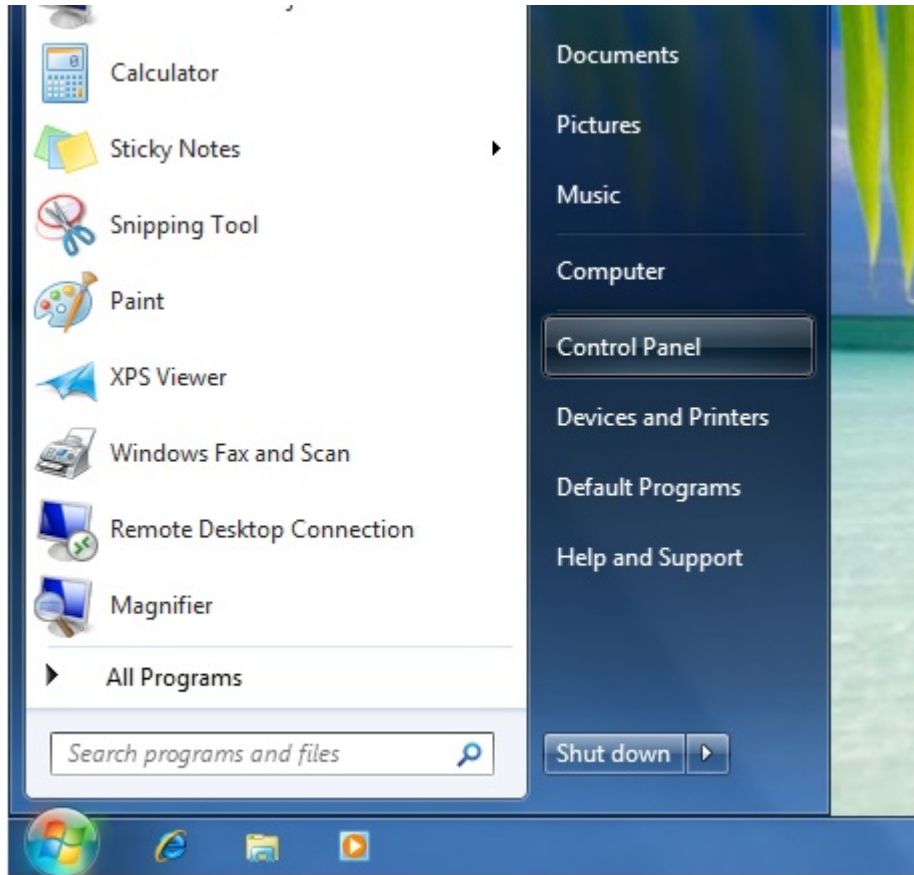 Calculator
Sticky Notes
Snipping Tool
Paint
XPS Viewer
Windows Fax and Scan
Remote Desktop Connection
Magnifier
All Programs
Search programs and files
Documents
Pictures
Music
Computer
Control Panel
Devices and Printers
Default Programs
Help and Support
Shut down